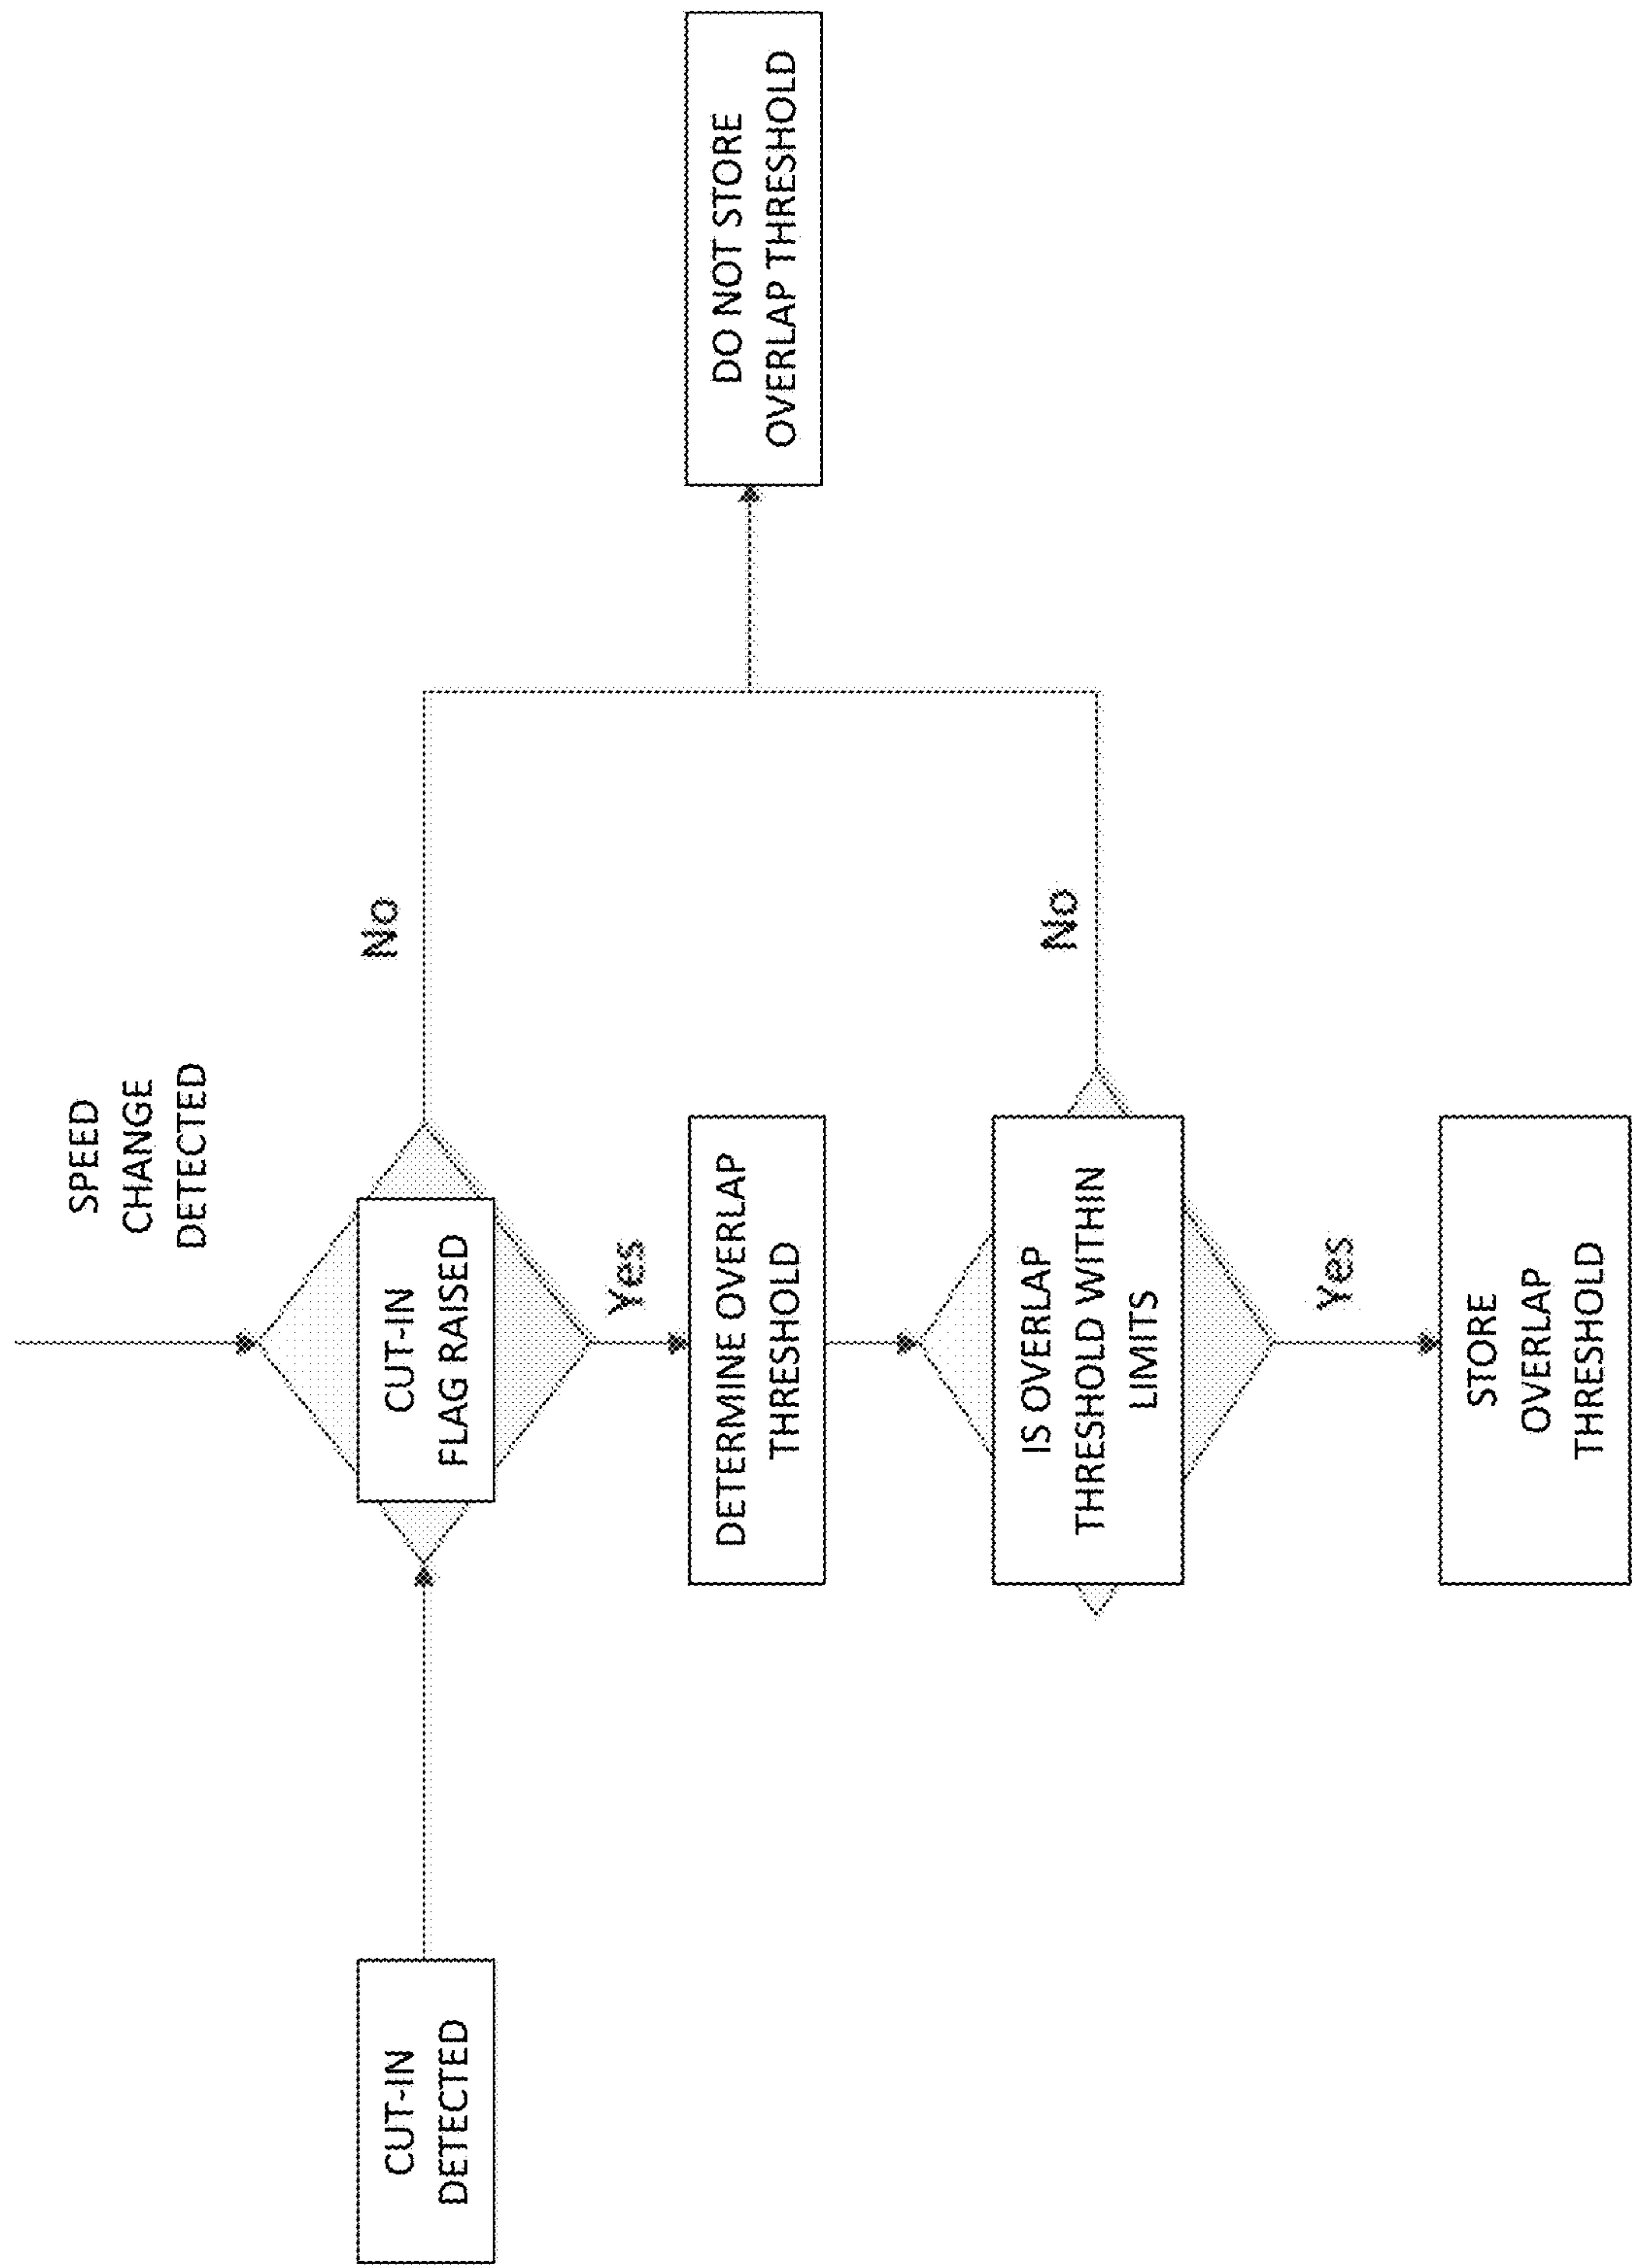 SPEED
CHANGE
DETECTED
CUT-IN
DETECTED
CUT-IN
FLAG RAISED
No
Yes
DETERMINE OVERLAP
THRESHOLD
DO NOT STORE
OVERLAP THRESHOLD
IS OVERLAP
THRESHOLD WITHIN
LIMITS
No
Yes
STORE
OVERLAP
THRESHOLD